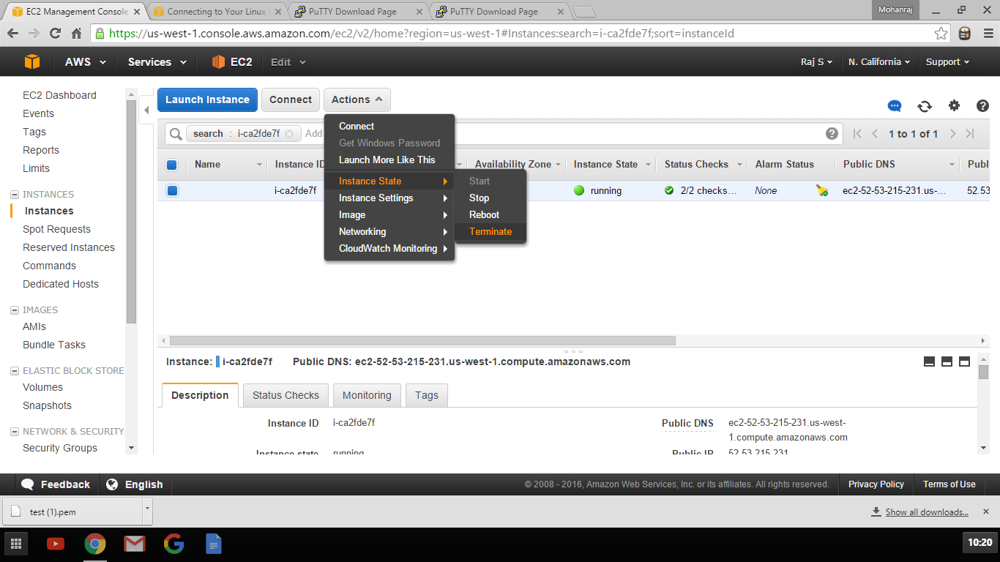 EC2 Management Console
Connecting to Your Linux I
PuTTY Download Page
PuTTY Download Page
Mohanraj
https://us-west-1.console.aws.amazon.com/ec2/v2/home?region=us-west-1#Instances:search=i-ca2fde7f;sort=instanceId
AWS Services EC2 Edit Raj S N. California Support
EC2 Dashboard
Events
Tags
Reports
Limits
INSTANCES
Instances
Spot Requests
Reserved Instances
Commands
Dedicated Hosts
IMAGES
AMIs
Bundle Tasks
ELASTIC BLOCK STORE
Volumes
Snapshots
NETWORK & SECURITY
Security Groups
Launch Instance Connect Actions
search : i-ca2fde7f Add 1 to 1 of 1
Connect
Get Windows Password
Launch More Like This
Instance State
Instance Settings
Image
Networking
CloudWatch Monitoring
Start
Stop
Reboot
Terminate
Name Instance ID Availability Zone Instance State Status Checks Alarm Status Public DNS Publ
i-ca2fde7f running 2/2 checks... None ec2-52-53-215-231.us-... 52.53
Instance: i-ca2fde7f Public DNS: ec2-52-53-215-231.us-west-1.compute.amazonaws.com
Description Status Checks Monitoring Tags
Instance ID i-ca2fde7f Public DNS ec2-52-53-215-231.us-west-
1.compute.amazonaws.com
Instance state running Public IP 52.53.215.231
Feedback English © 2008 - 2016, Amazon Web Services, Inc. or its affiliates. All rights reserved. Privacy Policy Terms of Use
test (1).pem Show all downloads...
10:20